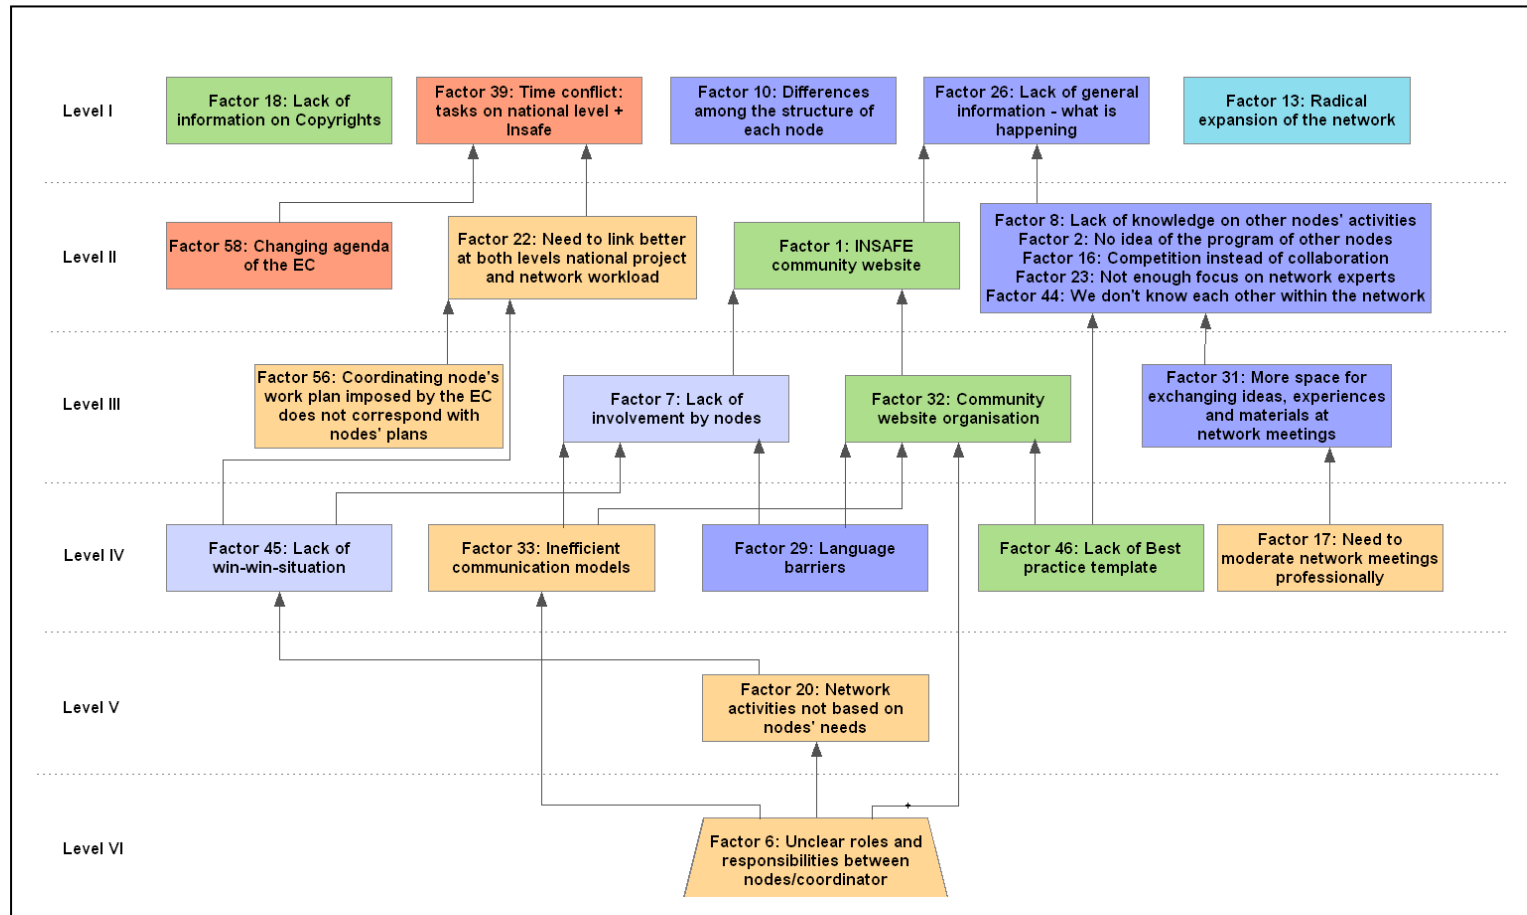 Level I
Factor 18: Lack of
information on Copyrights
Factor 39: Time conflict:
tasks on national level +
Insafe
Factor 10: Differences
among the structure of
each node
Factor 26: Lack of general
information - what is
happening
Factor 13: Radical
expansion of the network
Level II
Factor 58: Changing agenda
of the EC
Factor 22: Need to link better
at both levels national project
and network workload
Factor 1: INSAFE
community website
Factor 8: Lack of knowledge on other nodes' activities
Factor 2: No idea of the program of other nodes
Factor 16: Competition instead of collaboration
Factor 23: Not enough focus on network experts
Factor 44: We don't know each other within the network
Level III
Factor 56: Coordinating node's
work plan imposed by the EC
does not correspond with
nodes' plans
Factor 7: Lack of
involvement by nodes
Factor 32: Community
website organisation
Factor 31: More space for
exchanging ideas, experiences
and materials at
network meetings
Level IV
Factor 45: Lack of
win-win-situation
Factor 33: Inefficient
communication models
Factor 29: Language
barriers
Factor 46: Lack of Best
practice template
Factor 17: Need to
moderate network meetings
professionally
Level V
Factor 20: Network
activities not based on
nodes' needs
Level VI
Factor 6: Unclear roles and
responsibilities between
nodes/coordinator